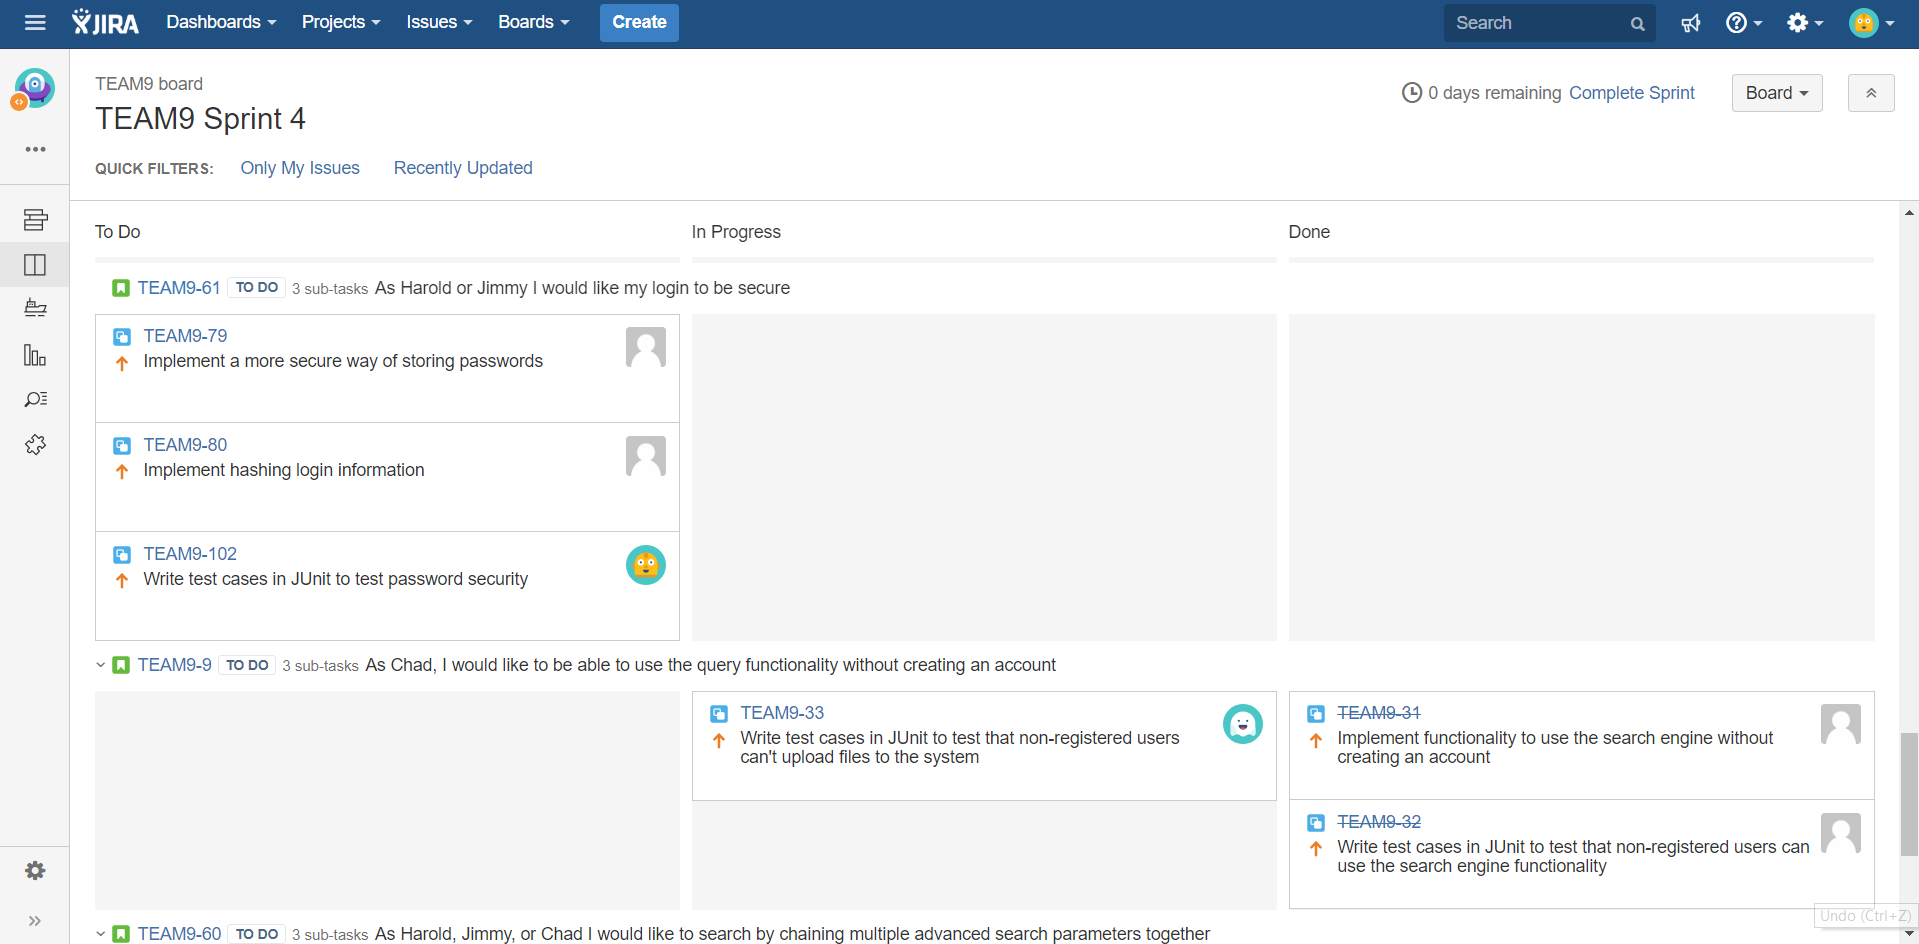 JIRA Dashboards Projects Issues Boards Create Search
TEAM9 board
TEAM9 Sprint 4
0 days remaining Complete Sprint Board
QUICK FILTERS: Only My Issues Recently Updated
To Do In Progress Done
TEAM9-61 TO DO 3 sub-tasks As Harold or Jimmy I would like my login to be secure
TEAM9-79
Implement a more secure way of storing passwords
TEAM9-80
Implement hashing login information
TEAM9-102
Write test cases in JUnit to test password security
TEAM9-9 TO DO 3 sub-tasks As Chad, I would like to be able to use the query functionality without creating an account
TEAM9-33
Write test cases in JUnit to test that non-registered users
can't upload files to the system
TEAM9-31
Implement functionality to use the search engine without
creating an account
TEAM9-32
Write test cases in JUnit to test that non-registered users can
use the search engine functionality
Undo (Ctrl+Z)
TEAM9-60 TO DO 3 sub-tasks As Harold, Jimmy, or Chad I would like to search by chaining multiple advanced search parameters together